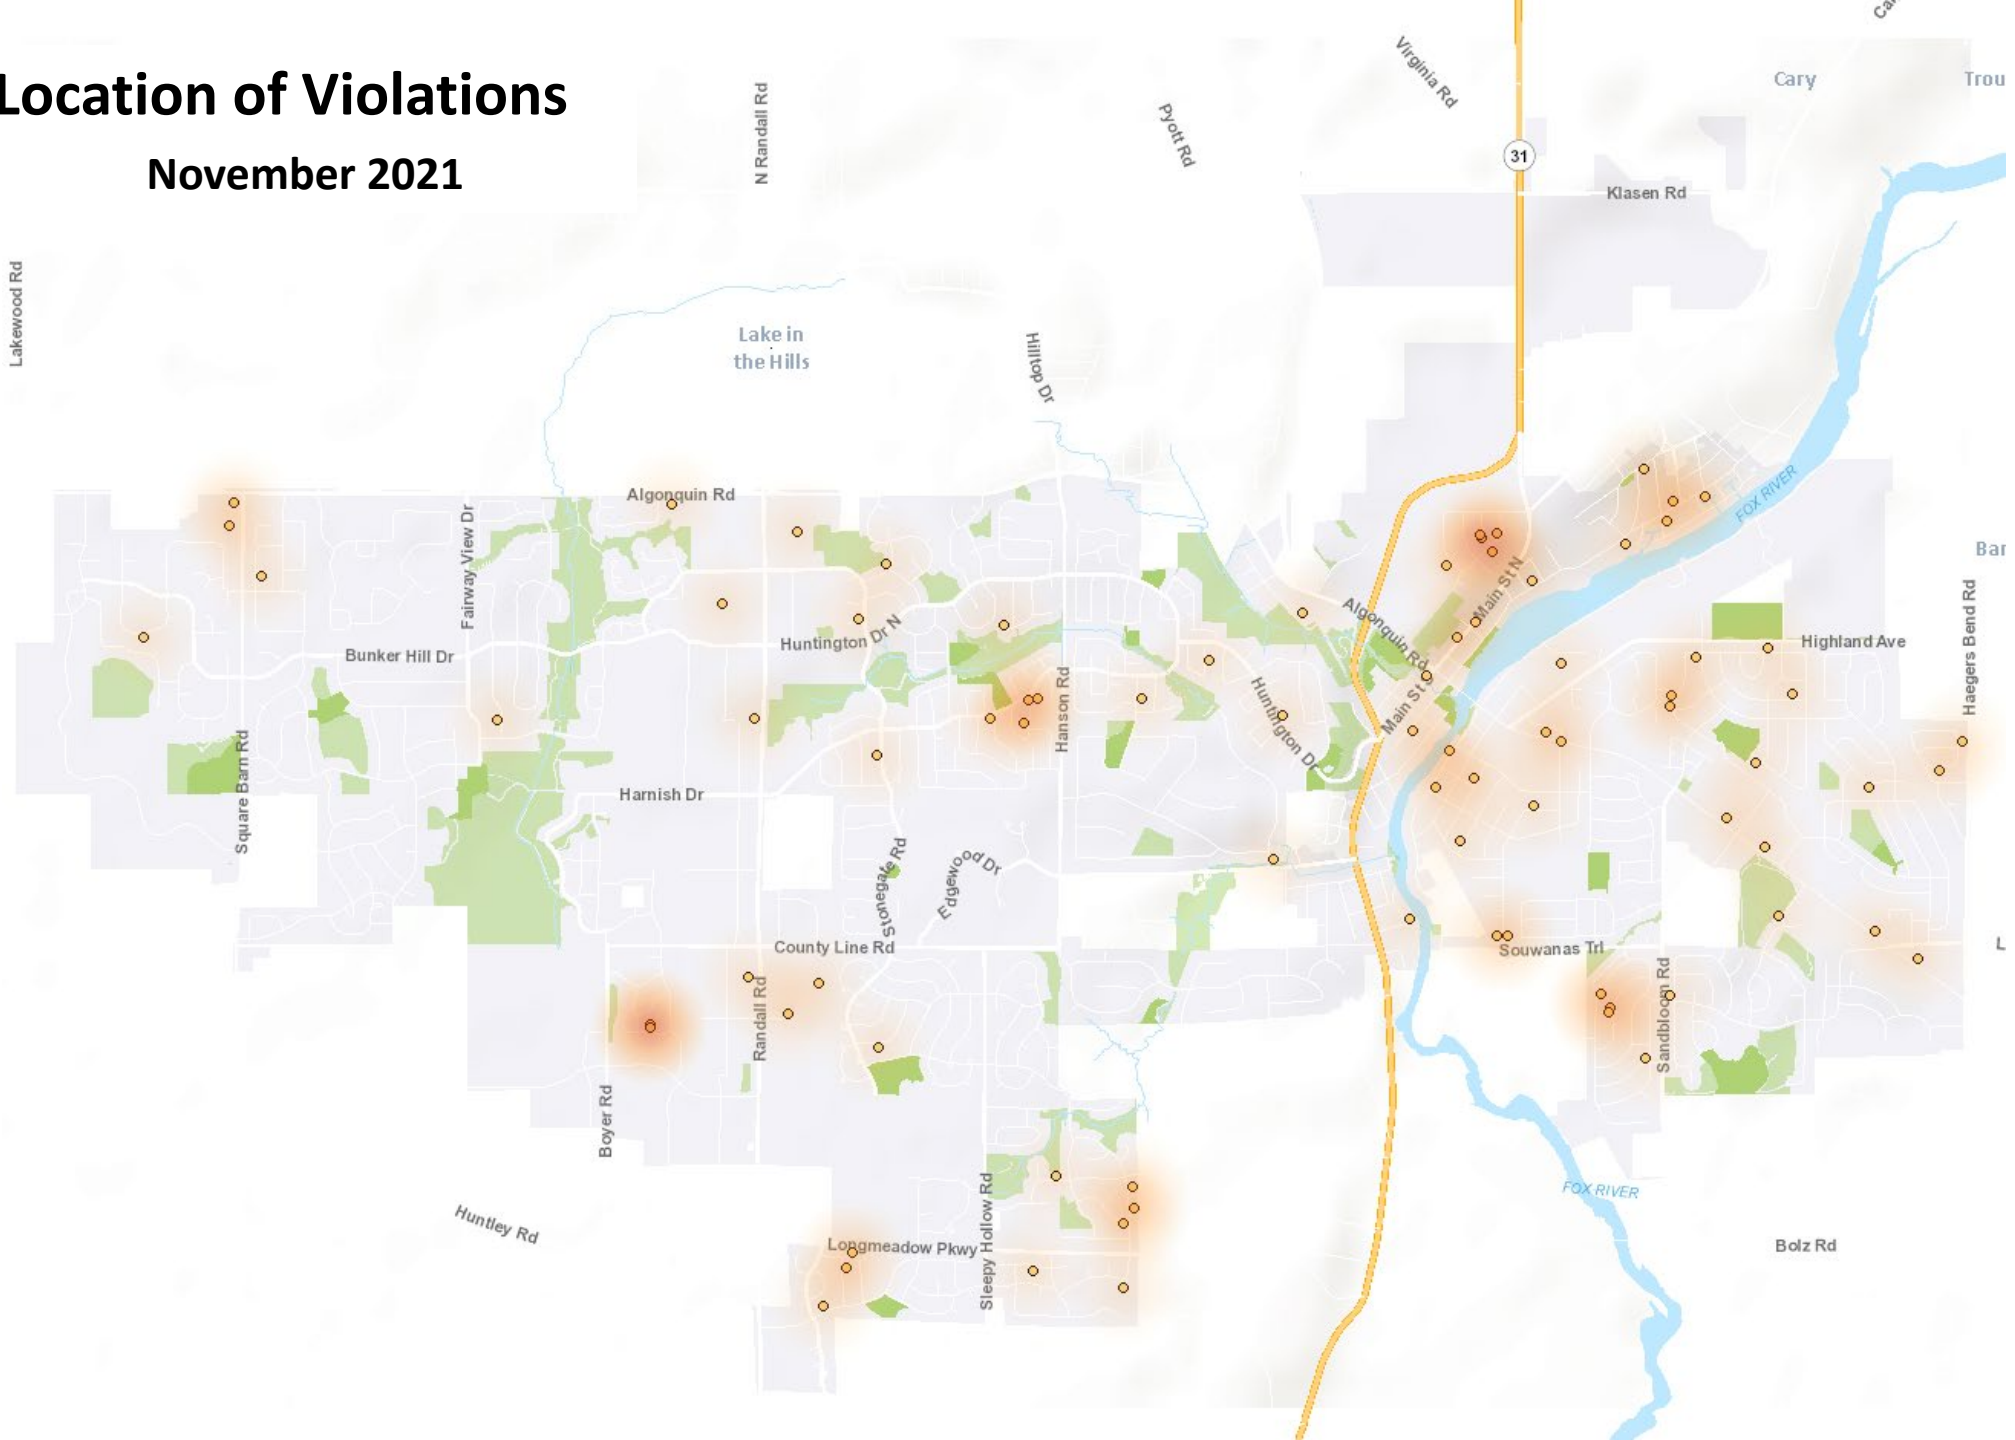 Location of Violations
November 2021
N Randall Rd
Pyott Rd
Virginia Rd
31
Cary
Klasen Rd
Lakewood Rd
Lake in
the Hills
Hilltop Dr
Algonquin Rd
Fairway View Dr
FOX RIVER
Main St N
Algonquin Rd
Haegers Bend Rd
Highland Ave
Huntington Dr N
Bunker Hill Dr
Hanson Rd
Huntington Dr
Main St S
Square Barn Rd
Harnish Dr
Stonegate Rd
Edgewood Dr
County Line Rd
Souwanas Trl
Randall Rd
Sandbloom Rd
Boyer Rd
FOX RIVER
Huntley Rd
Longmeadow Pkwy
Sleepy Hollow Rd
Bolz Rd